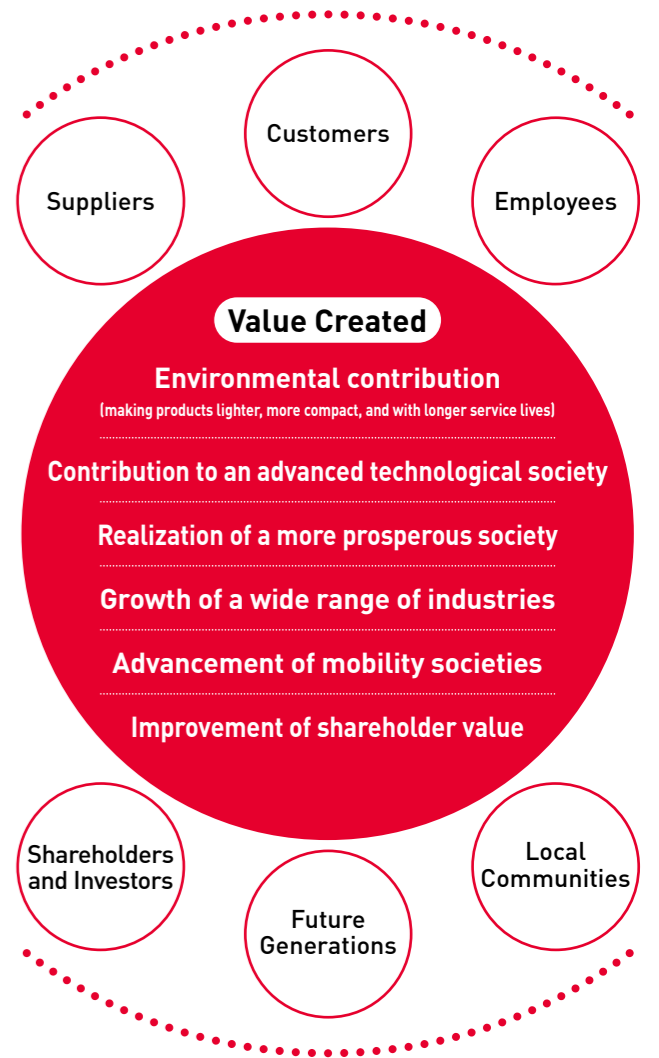 Customers
Suppliers
Employees
Value Created
Environmental contribution
(making products lighter, more compact, and with longer service lives)
Contribution to an advanced technological society
Realization of a more prosperous society
Growth of a wide range of industries
Advancement of mobility societies
Improvement of shareholder value
Shareholders
and Investors
Future
Generations
Local
Communities